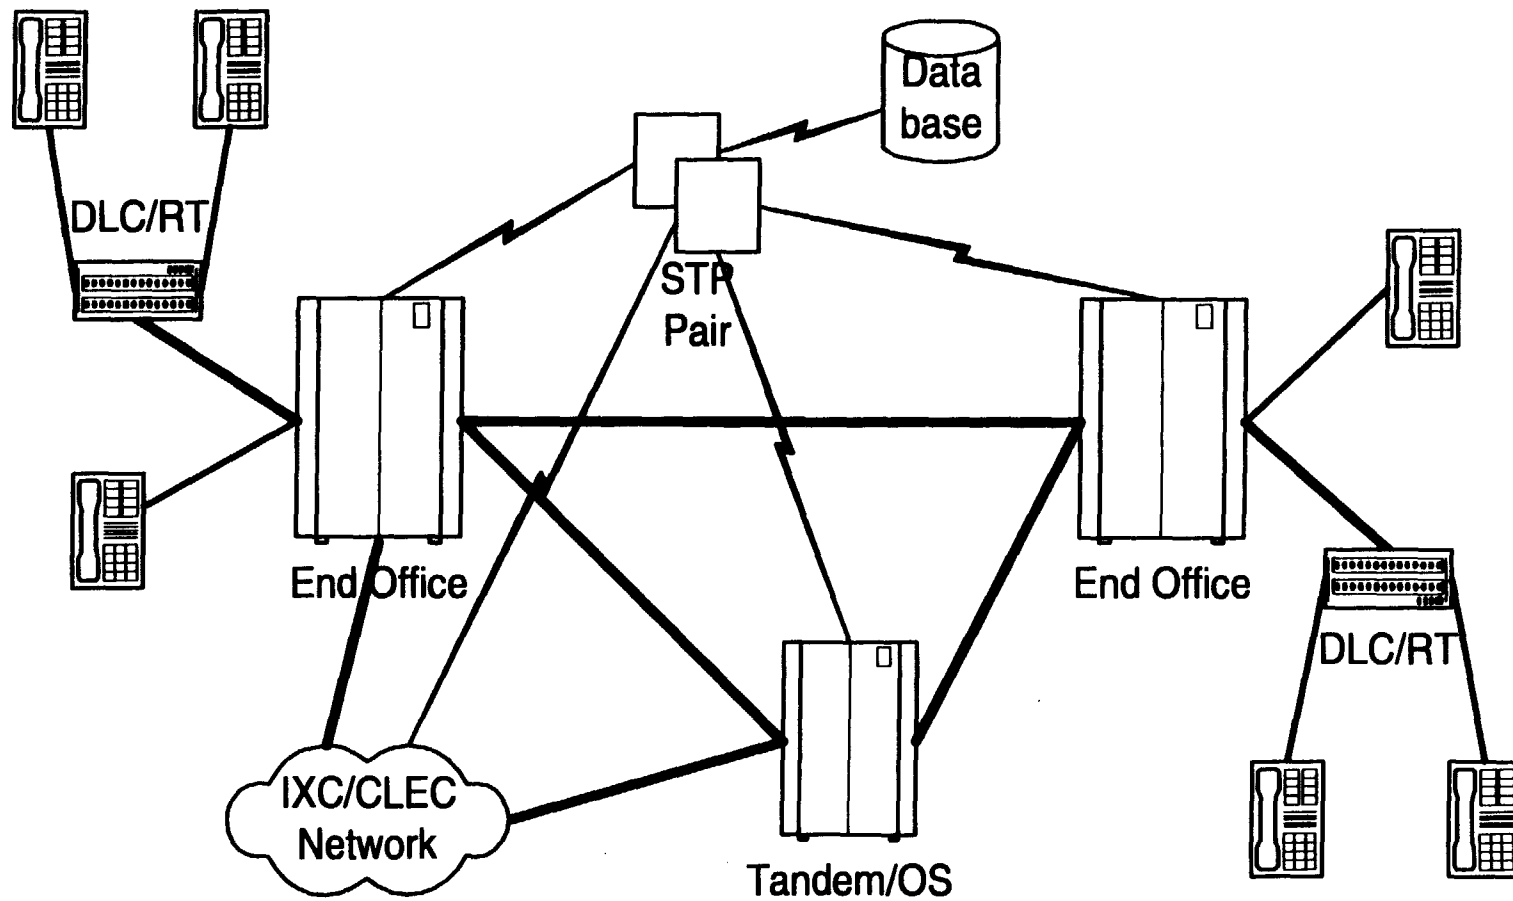 Data
base
DLC/RT
STP
Pair
End Office
End Office
DLC/RT
IXC/CLEC
Network
Tandem/OS